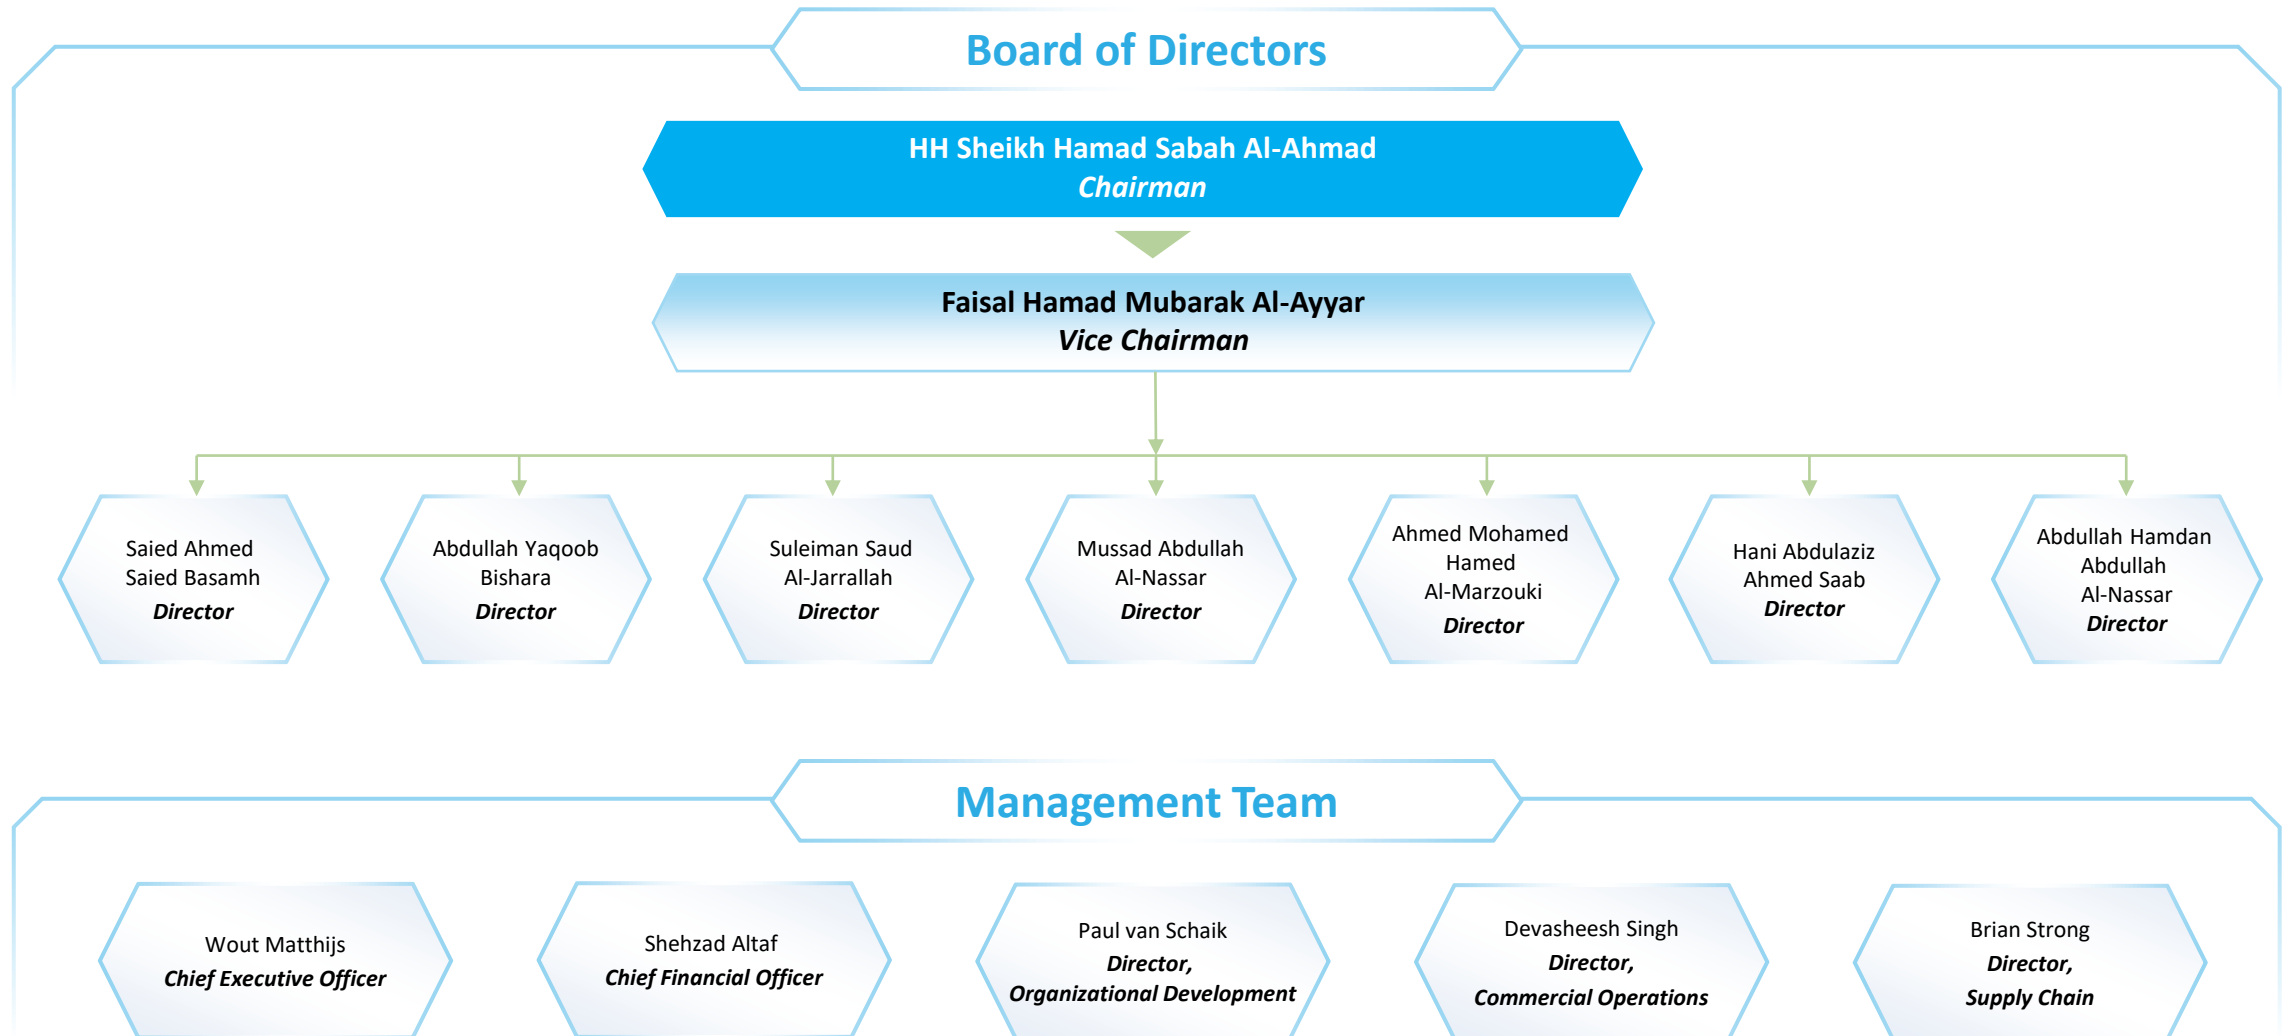 Board of Directors
HH Sheikh Hamad Sabah Al-Ahmad
Chairman
Faisal Hamad Mubarak Al-Ayyar
Vice Chairman
Saied Ahmed
Saied Basamh
Director
Abdullah Yaqoob
Bishara
Director
Suleiman Saud
Al-Jarrallah
Director
Mussad Abdullah
Al-Nassar
Director
Ahmed Mohamed
Hamed
Al-Marzouki
Director
Hani Abdulaziz
Ahmed Saab
Director
Abdullah Hamdan
Abdullah
Al-Nassar
Director
Management Team
Wout Matthijs
Chief Executive Officer
Shehzad Altaf
Chief Financial Officer
Paul van Schaik
Director,
Organizational Development
Devasheesh Singh
Director,
Commercial Operations
Brian Strong
Director,
Supply Chain